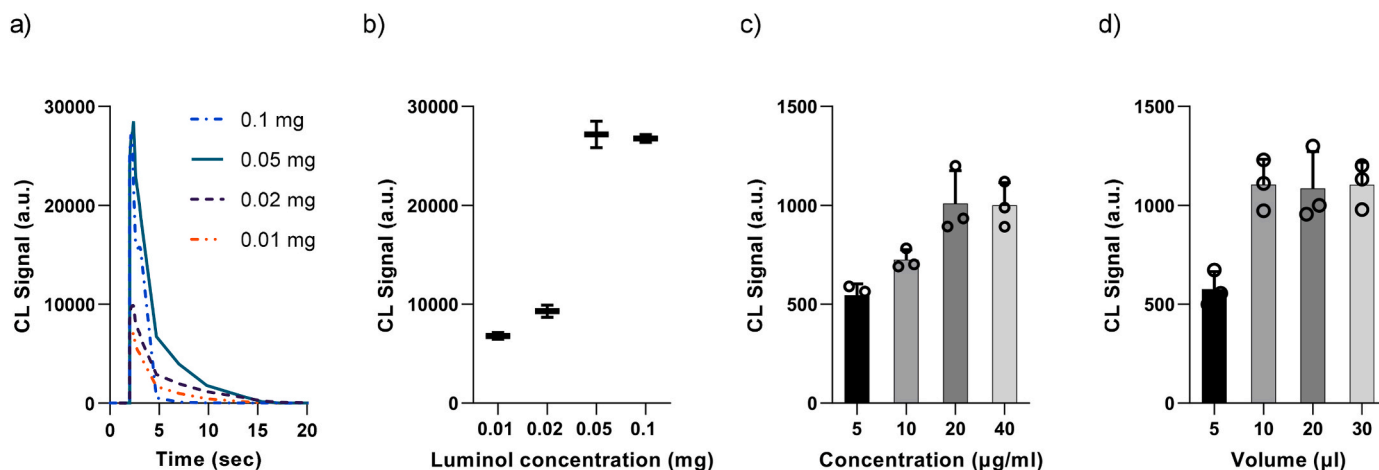 a)
CL Signal (a.u.)
30000
20000
10000
0
0 5 10 15 20
Time (sec)
0.1 mg
0.05 mg
0.02 mg
0.01 mg
b)
CL Signal (a.u.)
30000
20000
10000
0
0.01 0.02 0.05 0.1
Luminol concentration (mg)
c)
CL Signal (a.u.)
1500
1000
500
0
5 10 20 40
Concentration (µg/ml)
d)
CL Signal (a.u.)
1500
1000
500
0
5 10 20 30
Volume (µl)